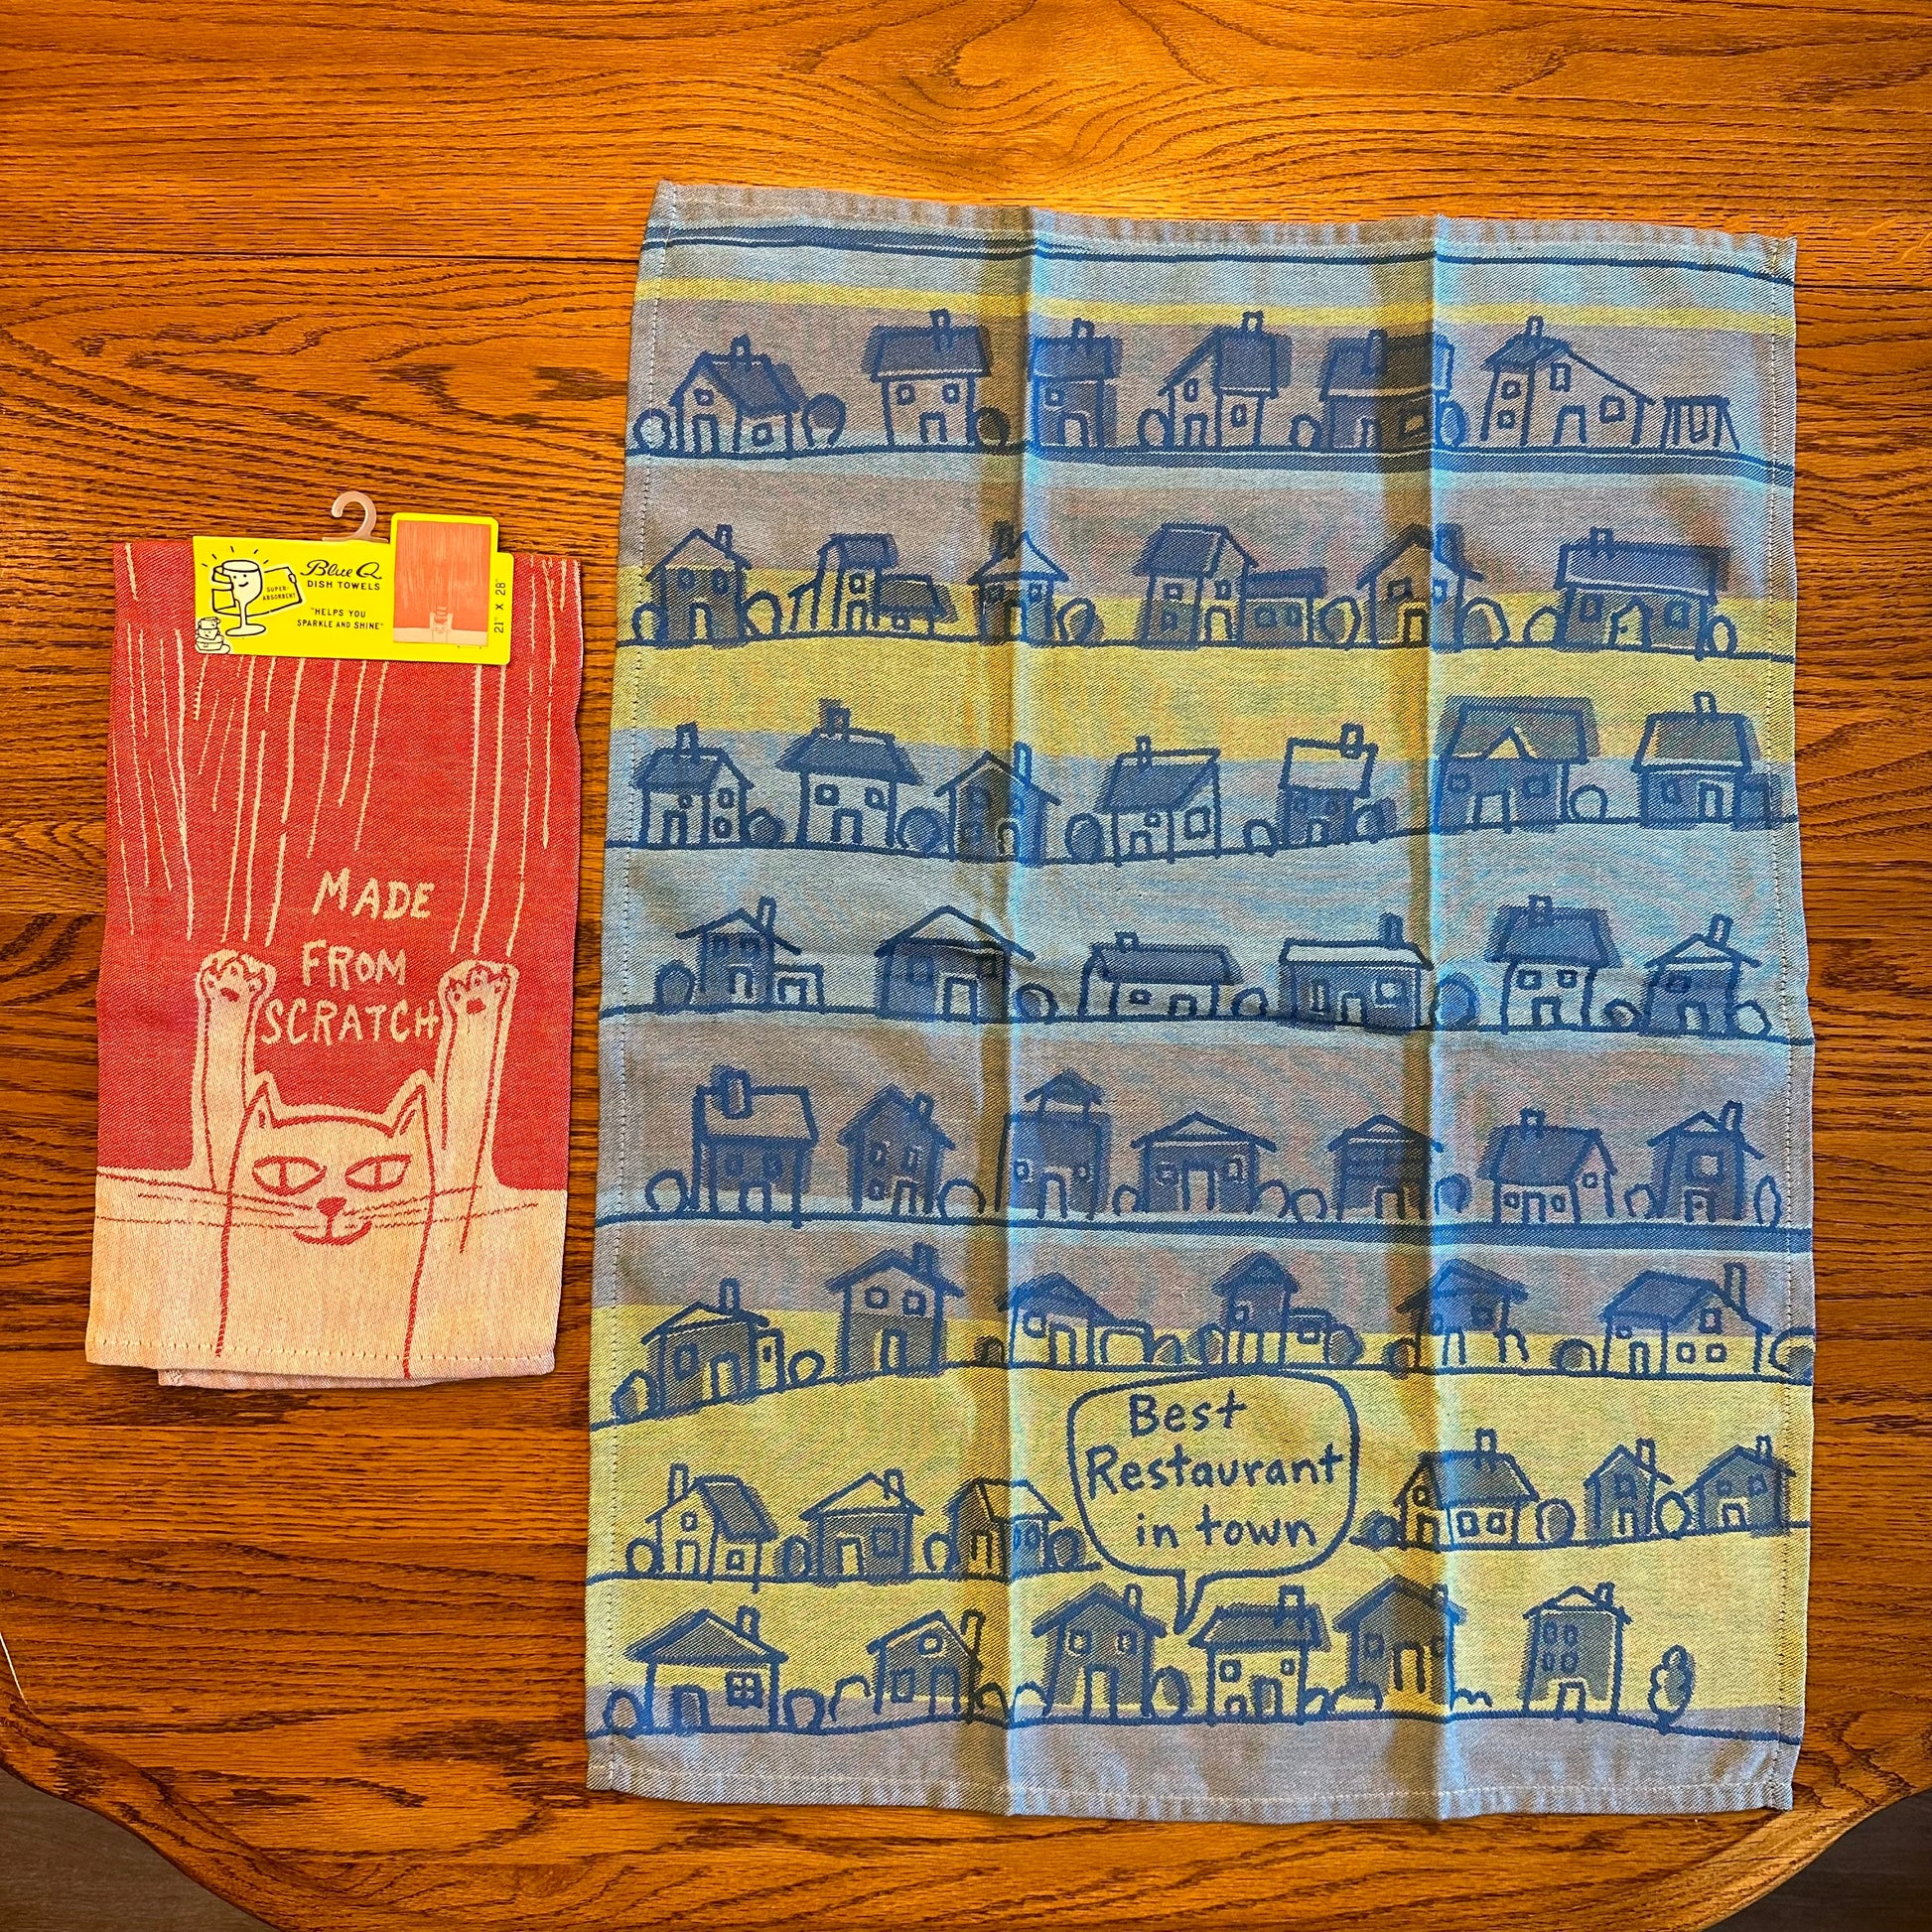 Blue Q
DISH TOWELS
SUPER-
ABSORBENT
"HELPS YOU
SPARKLE AND SHINE"
21" X 28"
MADE
FROM
SCRATCH
Best
Restaurant
in town